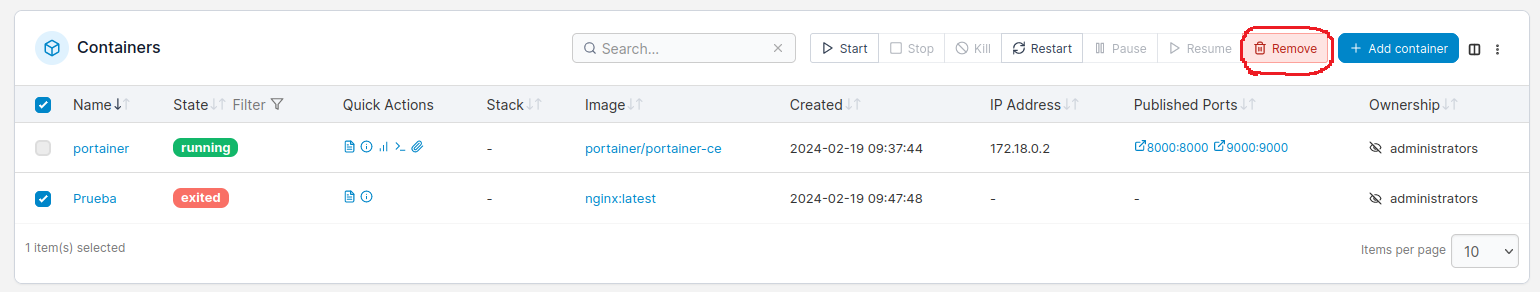 Containers Search... Start Stop Kill Restart Pause Resume Remove + Add container
Name State Filter Quick Actions Stack Image Created IP Address Published Ports Ownership
portainer running - portainer/portainer-ce 2024-02-19 09:37:44 172.18.0.2 8000:8000 9000:9000 administrators
Prueba exited - nginx:latest 2024-02-19 09:47:48 - - administrators
1 item(s) selected Items per page 10